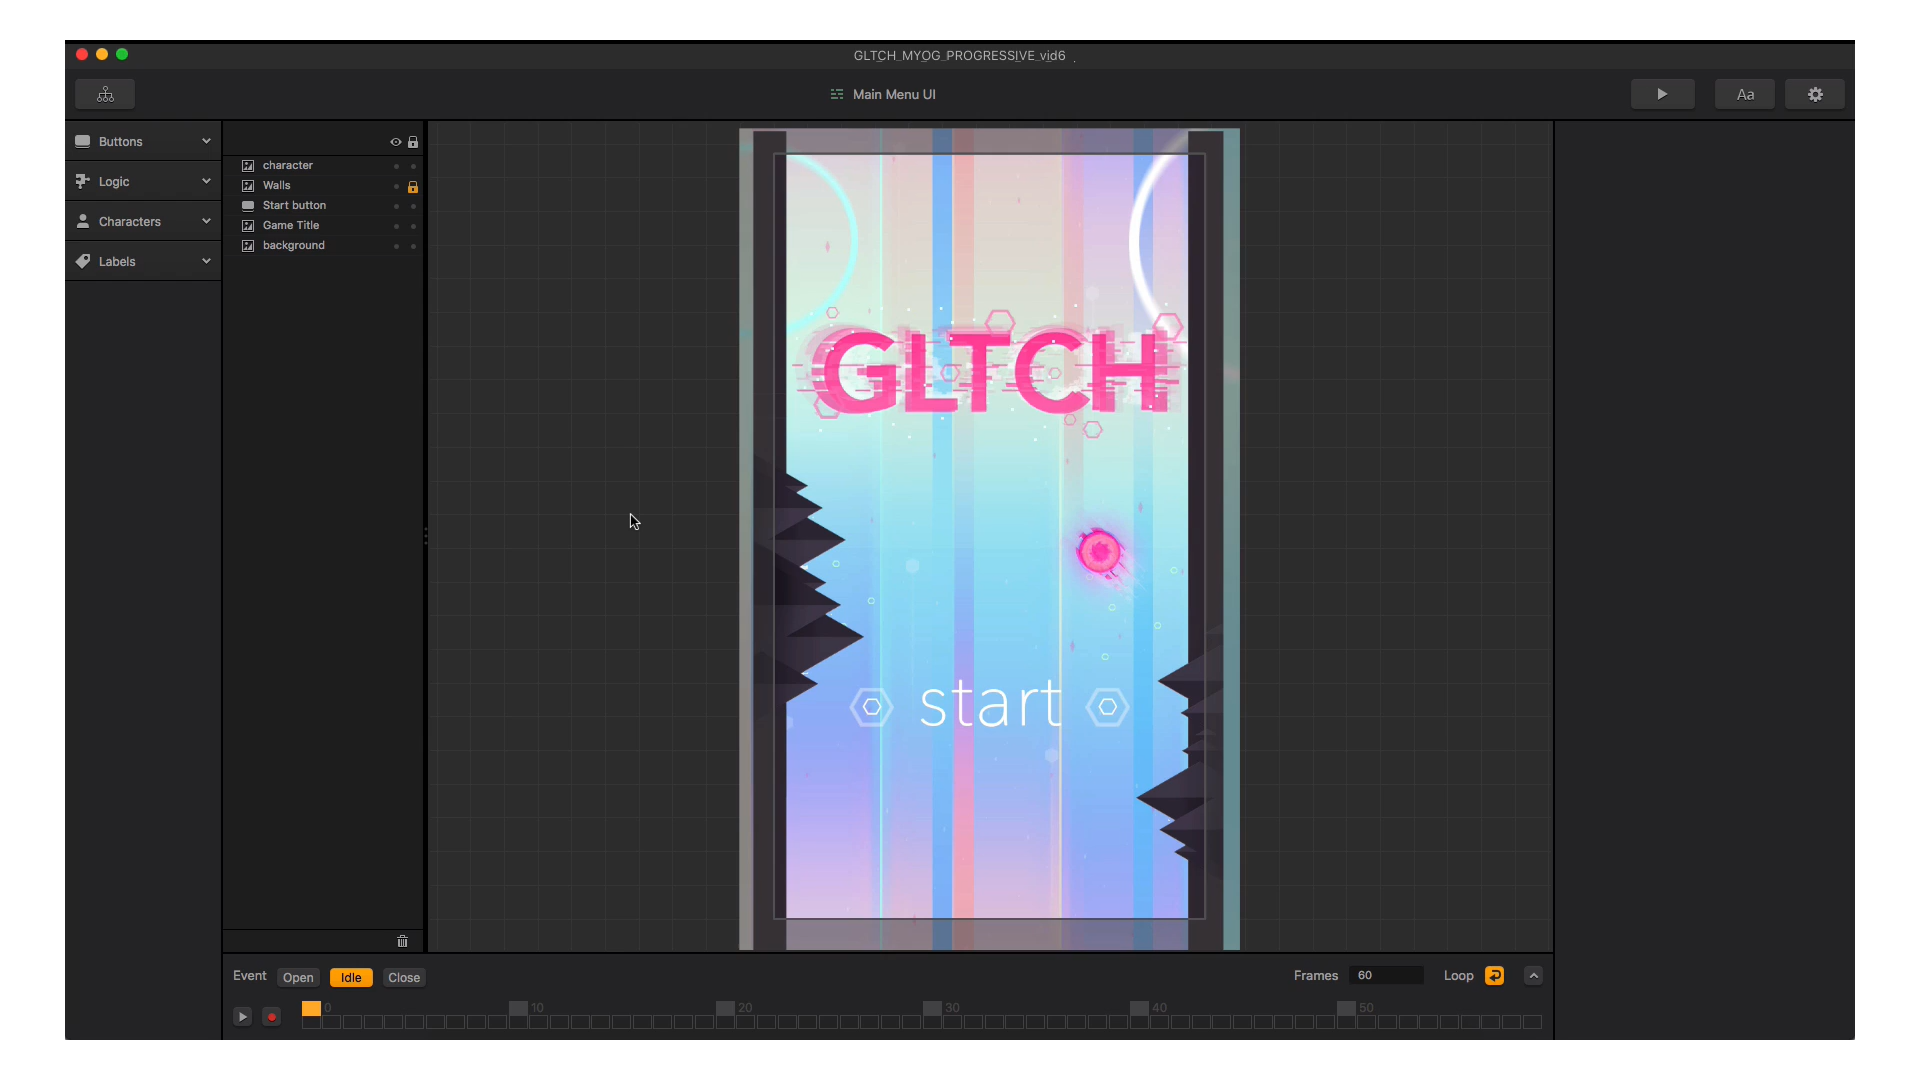 GLTCH_MYOG_PROGRESSIVE_vid6
Main Menu UI
Aa
Buttons
Logic
Characters
Labels
character
Walls
Start button
Game Title
background
GLTCH
start
Event
Open
Idle
Close
Frames
60
Loop
0
10
20
30
40
50